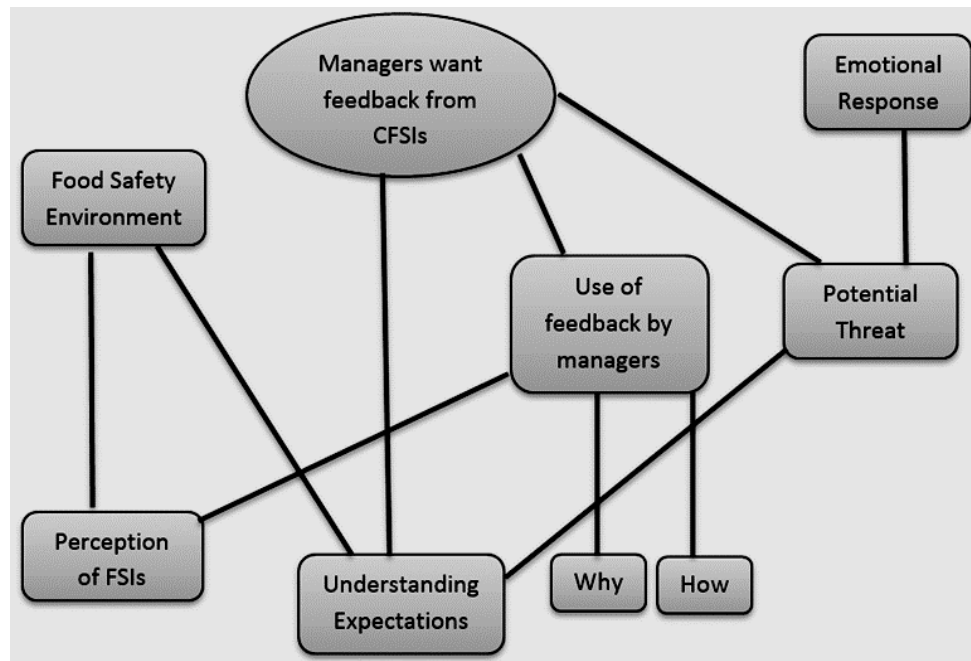 Managers want
feedback from
CFSIs
Emotional
Response
Food Safety
Environment
Use of
feedback by
managers
Potential
Threat
Perception
of FSIs
Understanding
Expectations
Why
How